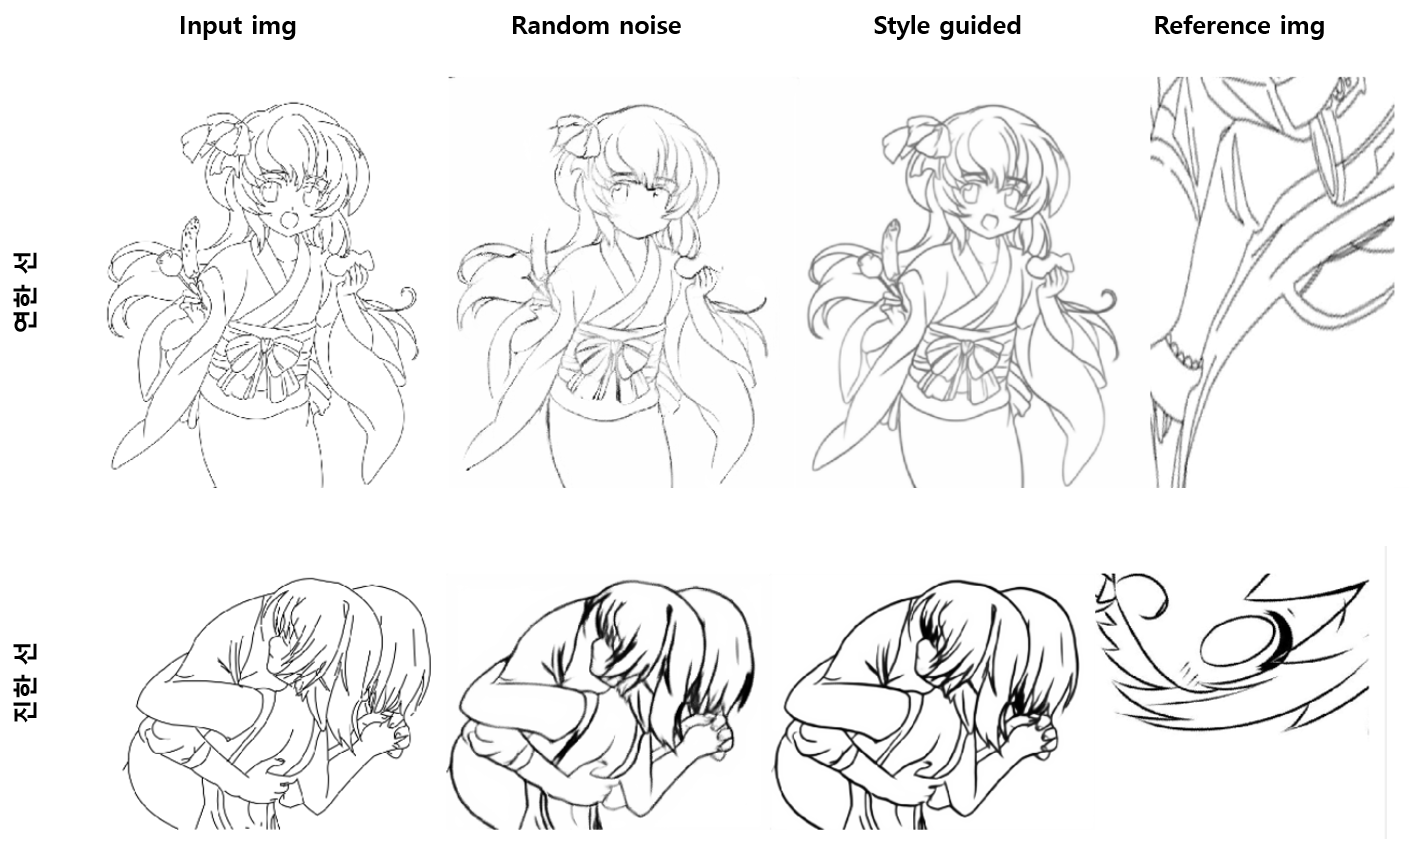 Input img
Random noise
Style guided
Reference img
연한 선
진한 선